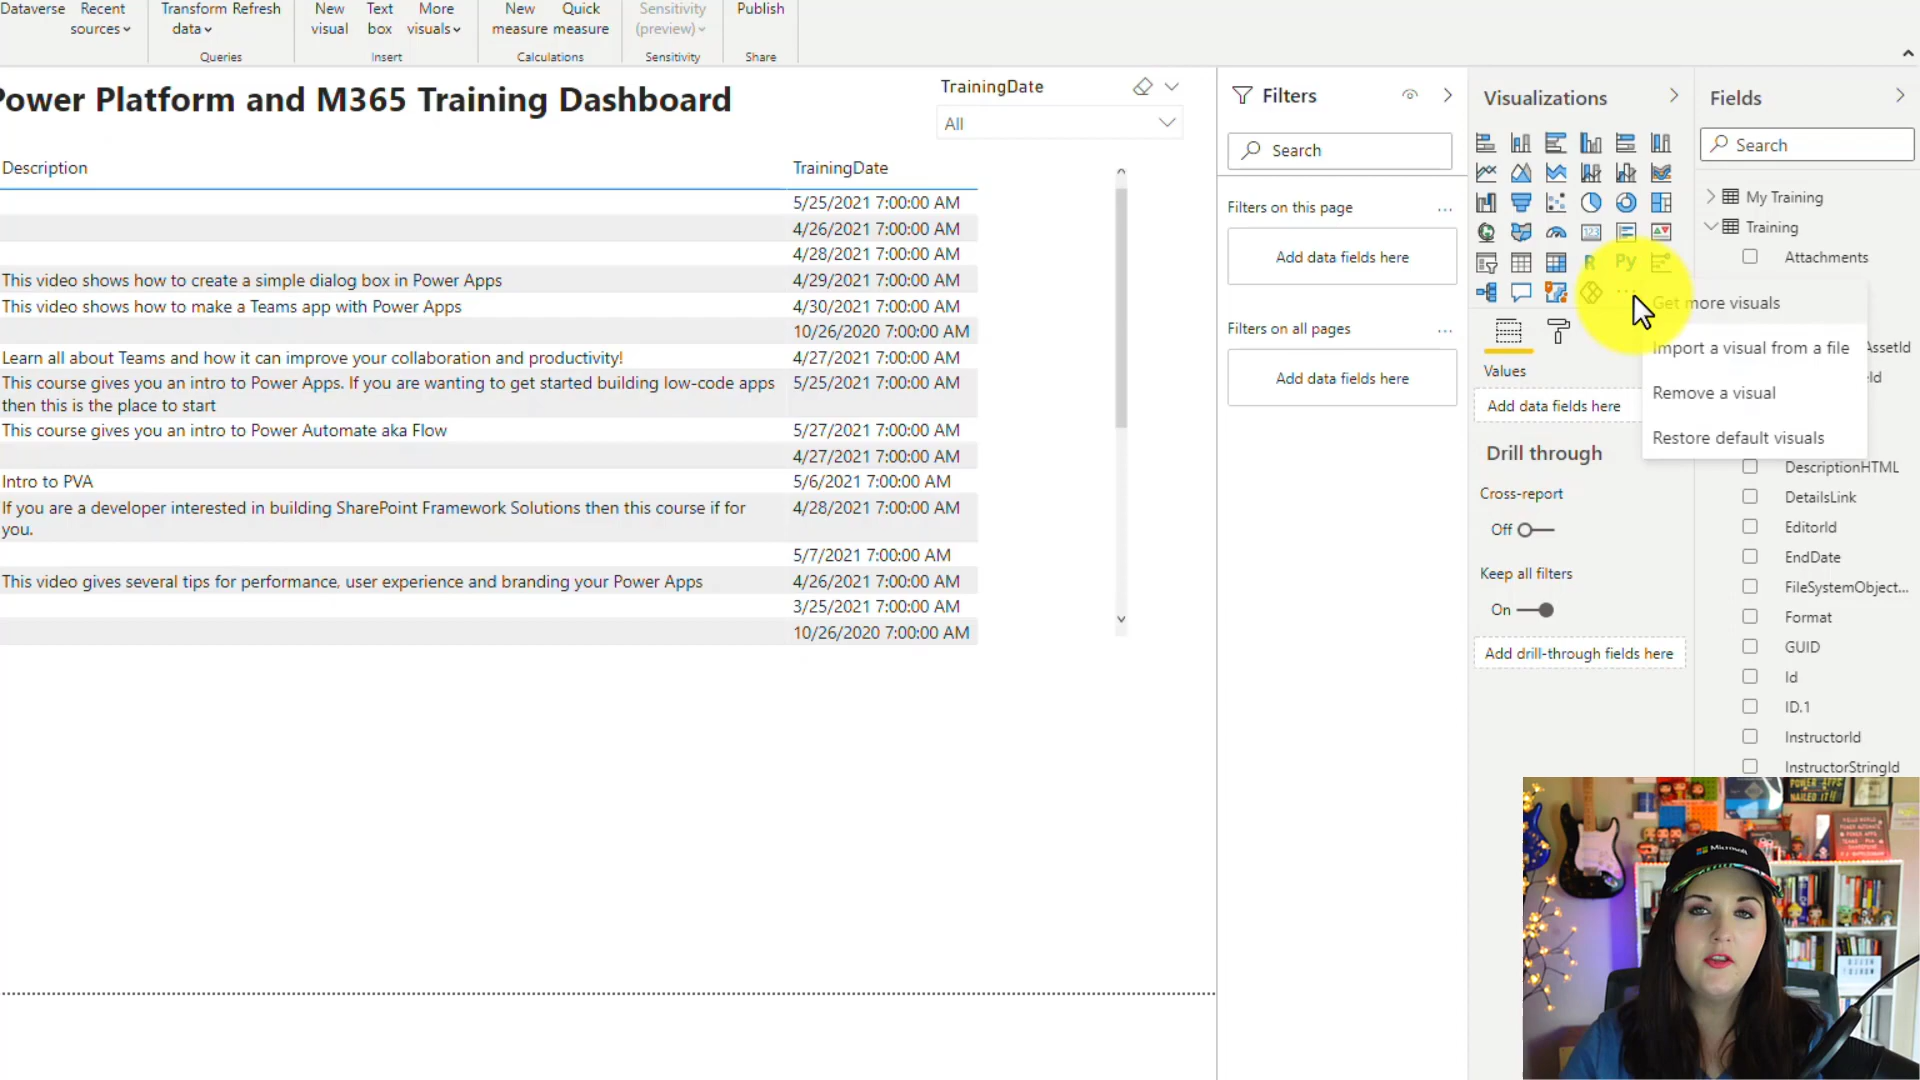 Dataverse Recent sources
Transform data
Refresh
Queries
New visual
Text box
More visuals
Insert
New measure
Quick measure
Calculations
Sensitivity (preview)
Sensitivity
Publish
Share
Power Platform and M365 Training Dashboard
TrainingDate
All
Description TrainingDate
5/25/2021 7:00:00 AM
4/26/2021 7:00:00 AM
4/28/2021 7:00:00 AM
This video shows how to create a simple dialog box in Power Apps 4/29/2021 7:00:00 AM
This video shows how to make a Teams app with Power Apps 4/30/2021 7:00:00 AM
10/26/2020 7:00:00 AM
Learn all about Teams and how it can improve your collaboration and productivity! 4/27/2021 7:00:00 AM
This course gives you an intro to Power Apps. If you are wanting to get started building low-code apps 5/25/2021 7:00:00 AM
then this is the place to start
This course gives you an intro to Power Automate aka Flow 5/27/2021 7:00:00 AM
4/27/2021 7:00:00 AM
Intro to PVA 5/6/2021 7:00:00 AM
If you are a developer interested in building SharePoint Framework Solutions then this course if for 4/28/2021 7:00:00 AM
you.
5/7/2021 7:00:00 AM
This video gives several tips for performance, user experience and branding your Power Apps 4/26/2021 7:00:00 AM
3/25/2021 7:00:00 AM
10/26/2020 7:00:00 AM
Filters
Search
Filters on this page ...
Add data fields here
Filters on all pages ...
Add data fields here
Visualizations
R Py
123
Get more visuals
Import a visual from a file
Remove a visual
Restore default visuals
Values
Add data fields here
Drill through
Cross-report
Off
Keep all filters
On
Add drill-through fields here
Fields
Search
My Training
Training
Attachments
AssetId
DescriptionHTML
DetailsLink
EditorId
EndDate
FileSystemObject...
Format
GUID
Id
ID.1
InstructorId
InstructorStringId
POWER APPS
NAILED IT!!
Microsoft